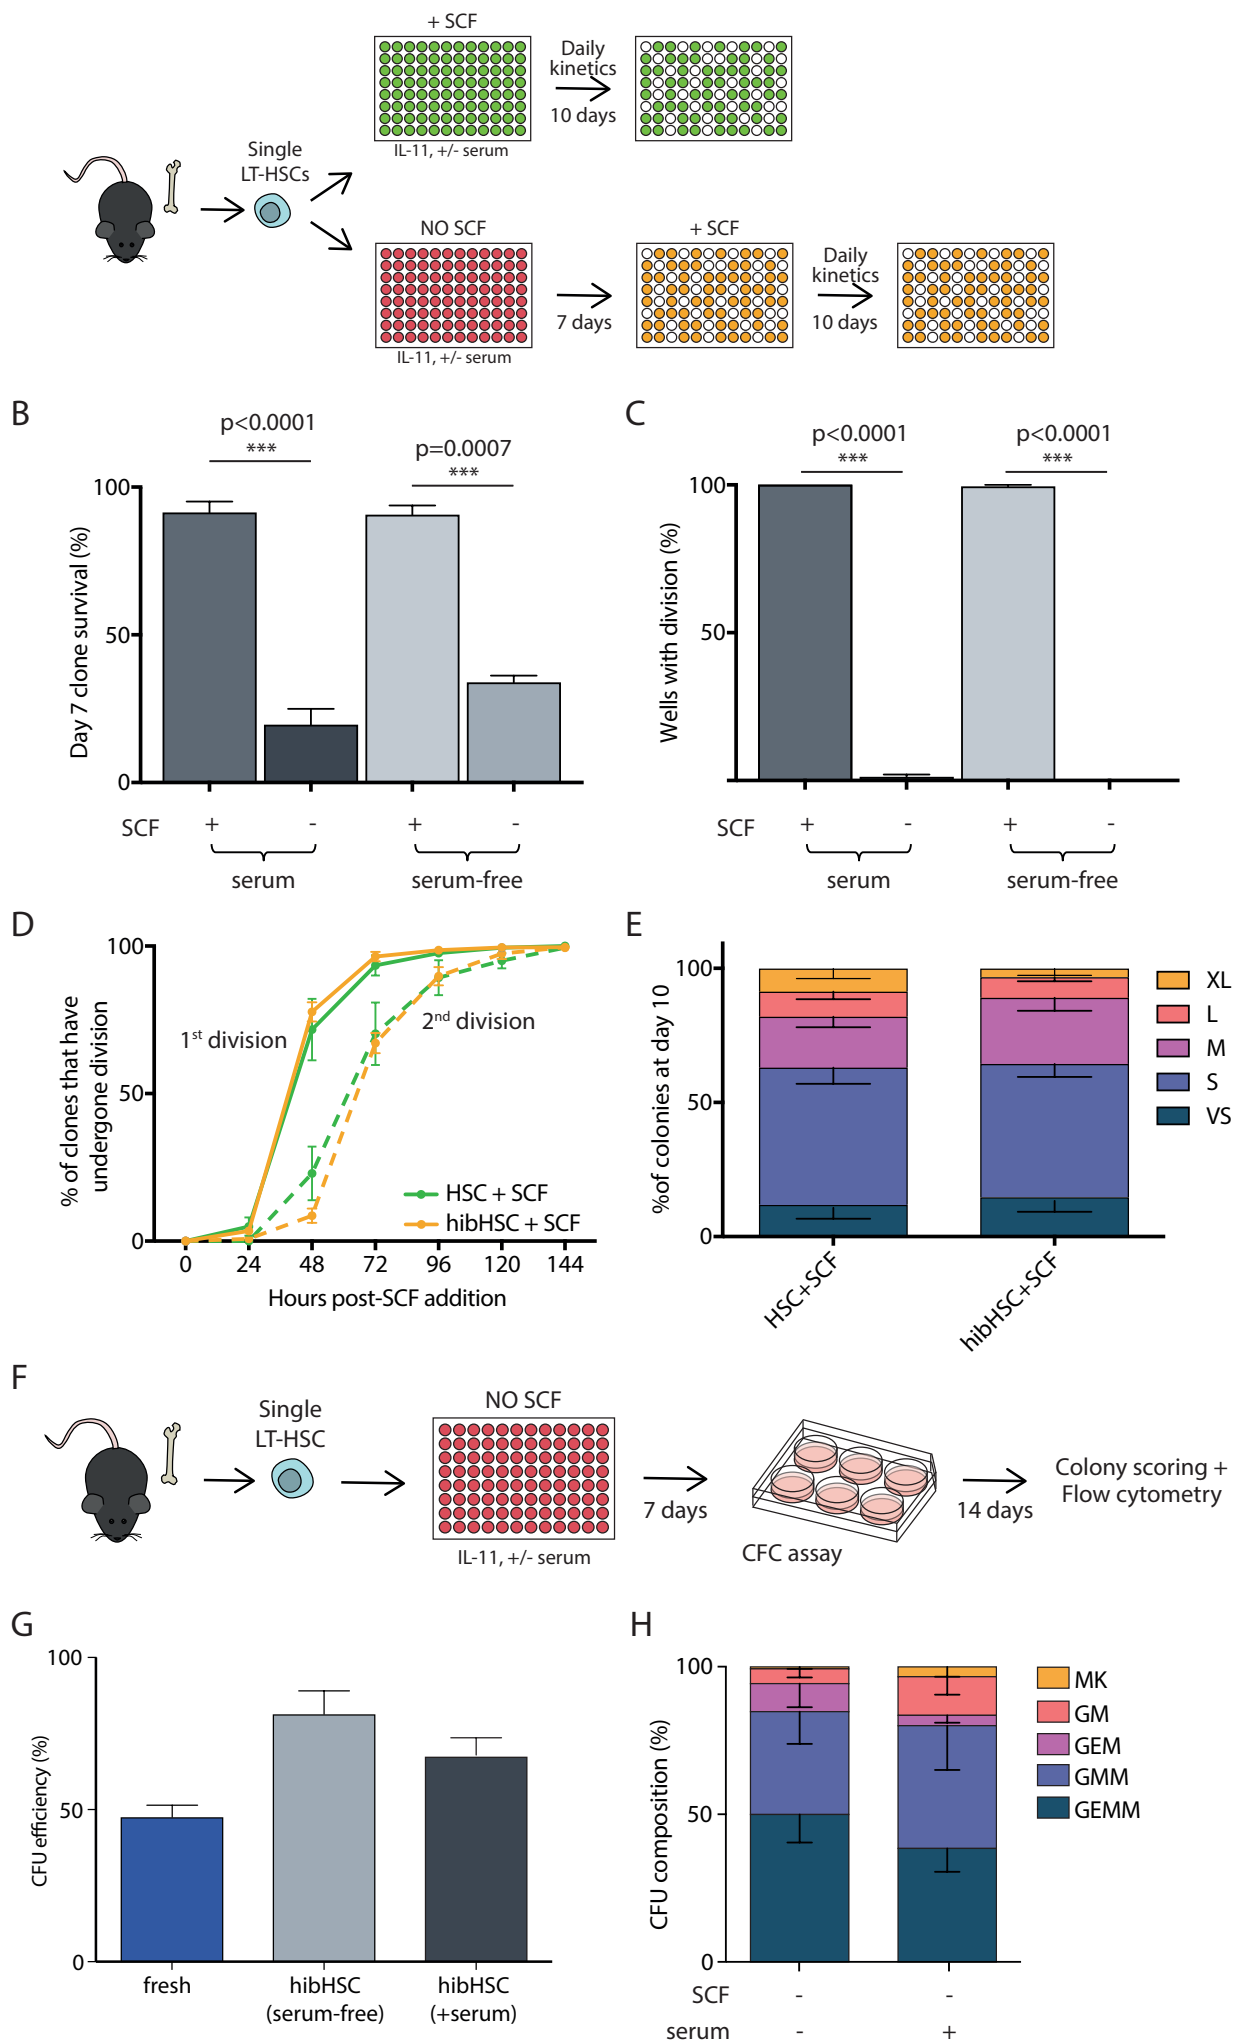 + SCF
Daily
kinetics
10 days
IL-11, +/- serum
Single
LT-HSCs
NO SCF
+ SCF
Daily
kinetics
7 days
10 days
IL-11, +/- serum
B
p<0.0001
***
p=0.0007
***
Day 7 clone survival (%)
100
50
0
SCF + - + -
serum serum-free
C
p<0.0001
***
p<0.0001
***
Wells with division (%)
100
50
SCF + - + -
serum serum-free
D
% of clones that have
undergone division
100
50
0
1st division
2nd division
HSC + SCF
hibHSC + SCF
0 24 48 72 96 120 144
Hours post-SCF addition
E
%of colonies at day 10
100
50
0
XL
L
M
S
VS
HSC+SCF
hibHSC+SCF
F
Single
LT-HSC
NO SCF
IL-11, +/- serum
7 days
CFC assay
14 days
Colony scoring +
Flow cytometry
G
CFU efficiency (%)
100
50
0
fresh
hibHSC
(serum-free)
hibHSC
(+serum)
H
CFU composition (%)
100
50
0
MK
GM
GEM
GMM
GEMM
SCF - -
serum - +